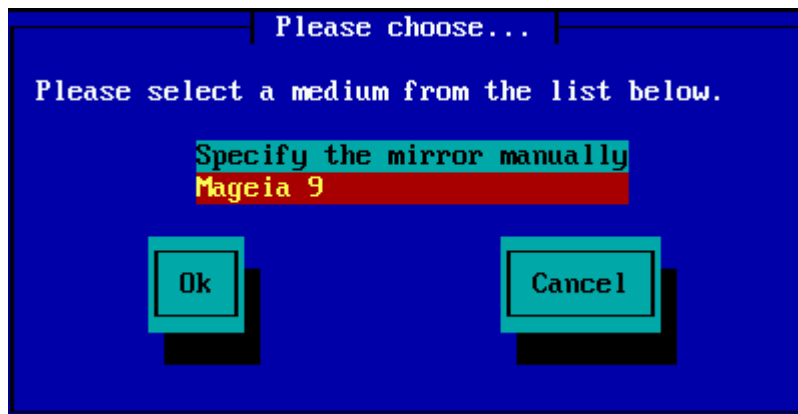 Please choose...
Please select a medium from the list below.
Specify the mirror manually
Mageia 9
Ok
Cancel